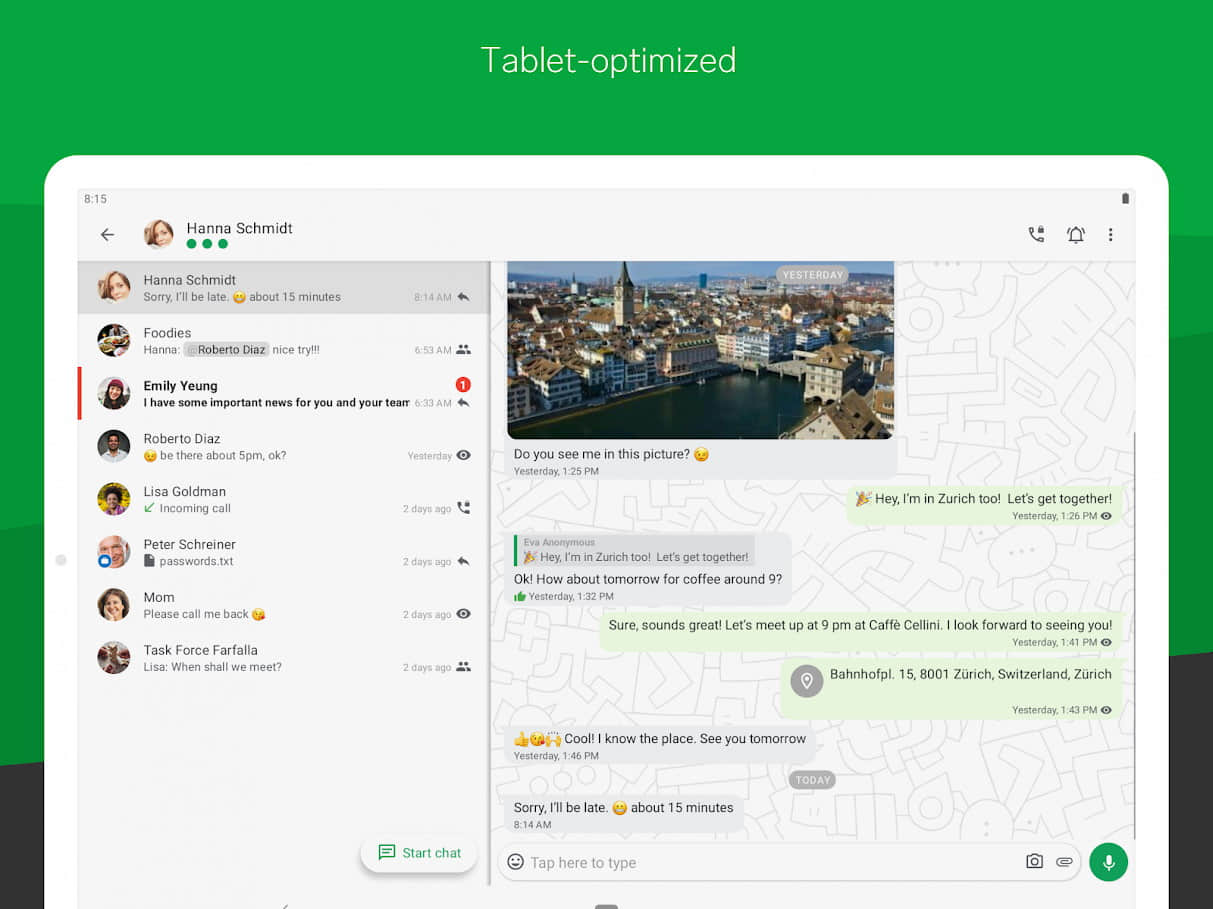 Tablet-optimized
8:15
Hanna Schmidt
Hanna Schmidt
Sorry, I'll be late. 😁 about 15 minutes
8:14 AM
Foodies
Hanna: @Roberto Diaz nice try!!!
6:53 AM
Emily Yeung
1
I have some important news for you and your team
6:33 AM
Roberto Diaz
😉 be there about 5pm, ok?
Yesterday
Lisa Goldman
Incoming call
2 days ago
Peter Schreiner
passwords.txt
2 days ago
Mom
Please call me back 😘
2 days ago
Task Force Farfalla
Lisa: When shall we meet?
2 days ago
Start chat
YESTERDAY
Do you see me in this picture? 😉
Yesterday, 1:25 PM
🎉 Hey, I'm in Zurich too! Let's get together!
Yesterday, 1:26 PM
Eva Anonymous
🎉 Hey, I'm in Zurich too! Let's get together!
Ok! How about tomorrow for coffee around 9?
Yesterday, 1:32 PM
Sure, sounds great! Let's meet up at 9 pm at Caffè Cellini. I look forward to seeing you!
Yesterday, 1:41 PM
Bahnhofpl. 15, 8001 Zürich, Switzerland, Zürich
Yesterday, 1:43 PM
👍😘🙌 Cool! I know the place. See you tomorrow
Yesterday, 1:46 PM
TODAY
Sorry, I'll be late. 😁 about 15 minutes
8:14 AM
Tap here to type